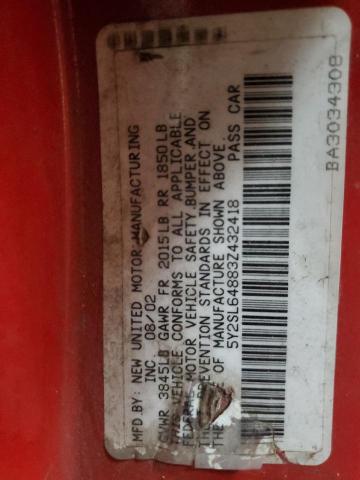 MFD.BY: NEW UNITED MOTOR MANUFACTURING
INC. 08/02
GVWR 3845LB GAWR FR 2015LB RR 1850LB
VEHICLE CONFORMS TO ALL APPLICABLE
FEDERAL MOTOR VEHICLE SAFETY,BUMPER,AND
PREVENTION STANDARDS IN EFFECT ON
THE OF MANUFACTURE SHOWN ABOVE.
5Y2SL64883Z432418 PASS CAR
BA3034308